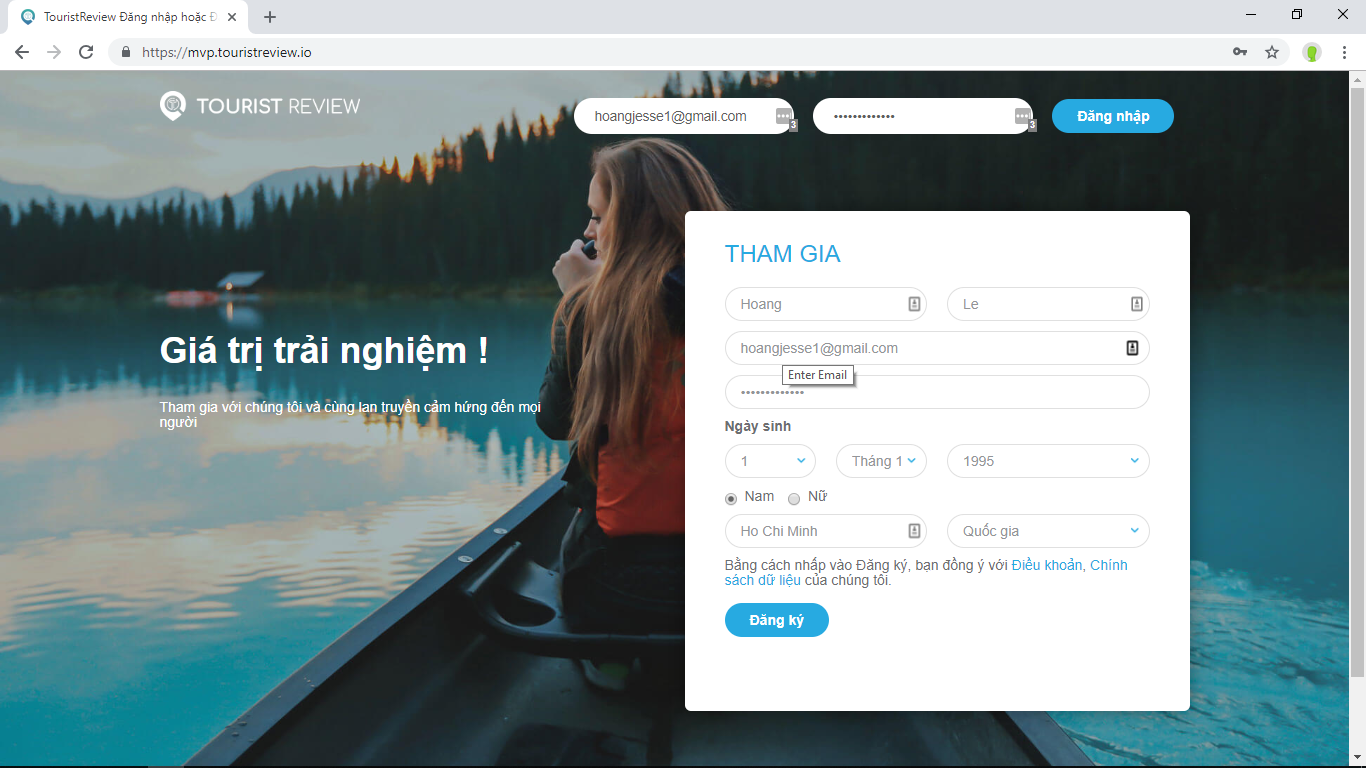 TouristReview Đăng nhập hoặc Đ
https://mvp.touristreview.io
TOURIST REVIEW
hoangjesse1@gmail.com
3
•••••••••••••
3
Đăng nhập
THAM GIA
Hoang
Le
hoangjesse1@gmail.com
Enter Email
•••••••••••••
Giá trị trải nghiệm !
Tham gia với chúng tôi và cùng lan truyền cảm hứng đến mọi
người
Ngày sinh
1
Tháng 1
1995
Nam
Nữ
Ho Chi Minh
Quốc gia
Bằng cách nhấp vào Đăng ký, bạn đồng ý với Điều khoản, Chính
sách dữ liệu của chúng tôi.
Đăng ký